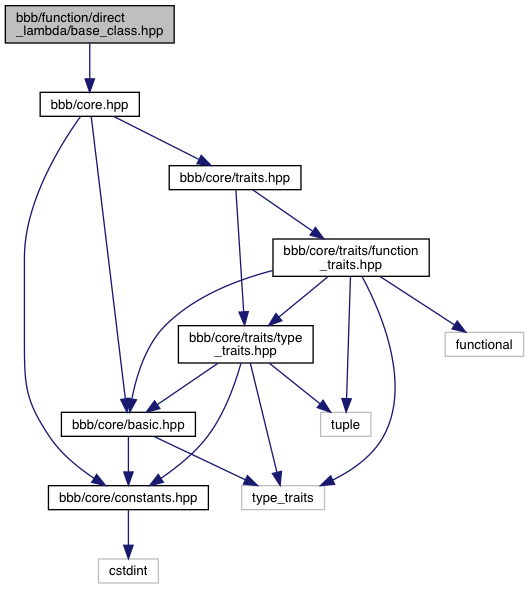 bbb/function/direct
_lambda/base_class.hpp
bbb/core.hpp
bbb/core/traits.hpp
bbb/core/traits/function
_traits.hpp
bbb/core/traits/type
_traits.hpp
functional
bbb/core/basic.hpp
tuple
bbb/core/constants.hpp
type_traits
cstdint